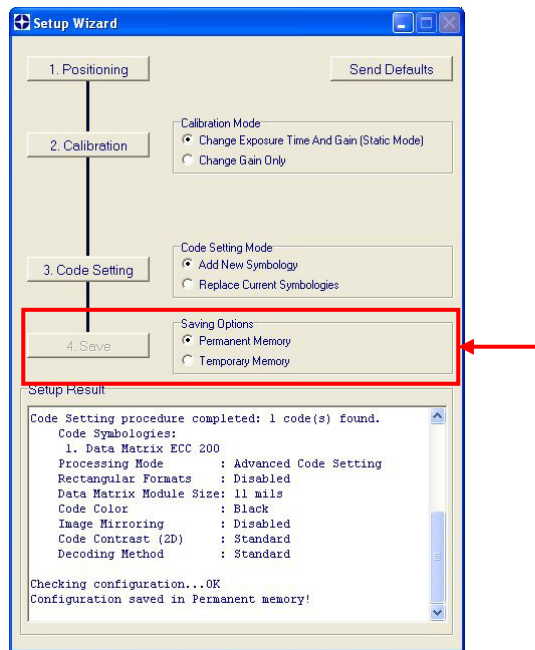 Setup Wizard
1. Positioning
Send Defaults
Calibration Mode
2. Calibration
Change Exposure Time And Gain (Static Mode)
Change Gain Only
Code Setting Mode
3. Code Setting
Add New Symbology
Replace Current Symbologies
Saving Options
4. Save
Permanent Memory
Temporary Memory
Setup Result
Code Setting procedure completed: 1 code(s) found.
Code Symbologies:
1. Data Matrix ECC 200
Processing Mode : Advanced Code Setting
Rectangular Formats : Disabled
Data Matrix Module Size: 11 mils
Code Color : Black
Image Mirroring : Disabled
Code Contrast (2D) : Standard
Decoding Method : Standard
Checking configuration...OK
Configuration saved in Permanent memory!